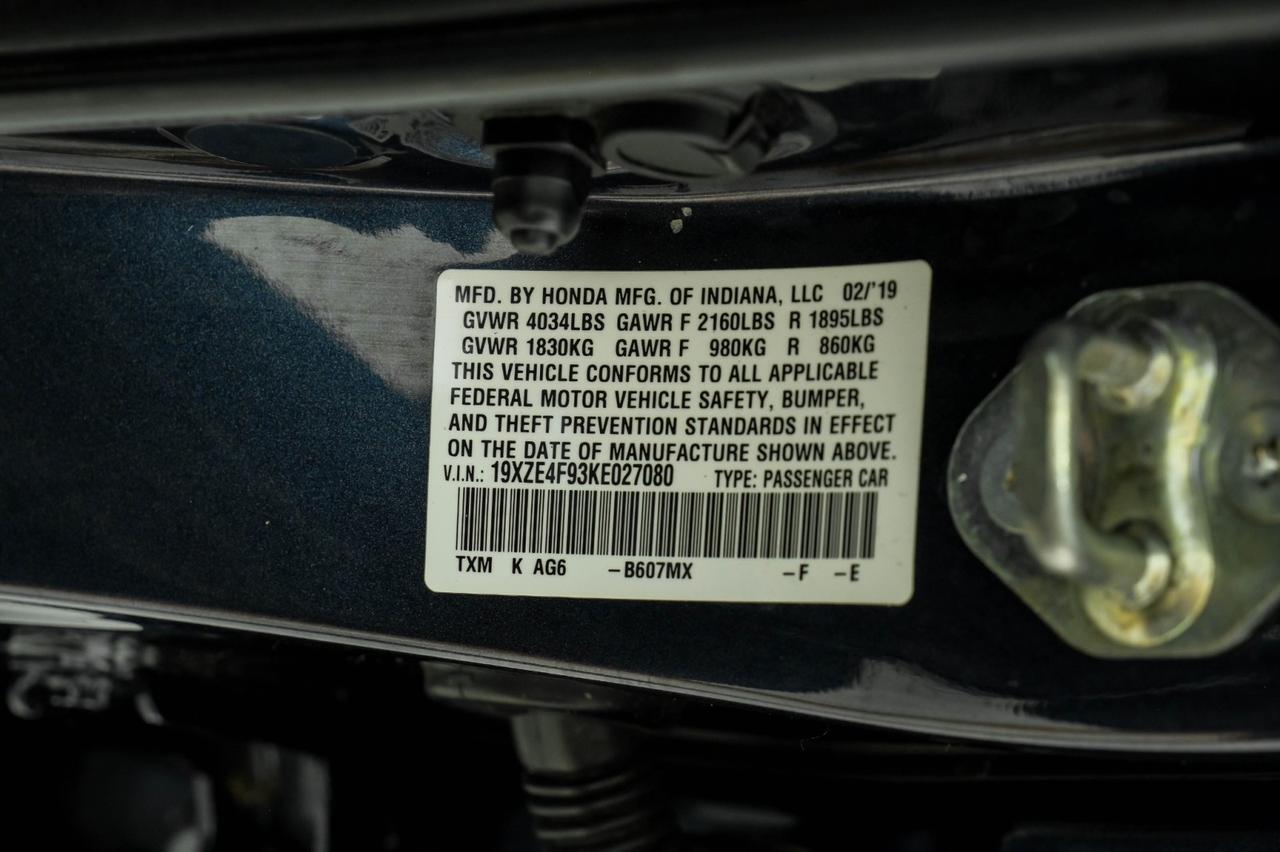 MFD. BY HONDA MFG. OF INDIANA, LLC 02/'19
GVWR 4034LBS GAWR F 2160LBS R 1895LBS
GVWR 1830KG GAWR F 980KG R 860KG
THIS VEHICLE CONFORMS TO ALL APPLICABLE
FEDERAL MOTOR VEHICLE SAFETY, BUMPER,
AND THEFT PREVENTION STANDARDS IN EFFECT
ON THE DATE OF MANUFACTURE SHOWN ABOVE.
V.I.N.: 19XZE4F93KE027080 TYPE: PASSENGER CAR
TXM K AG6 –B607MX –F –E